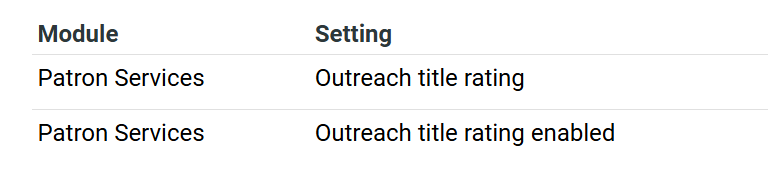 Module Setting
Patron Services Outreach title rating
Patron Services Outreach title rating enabled